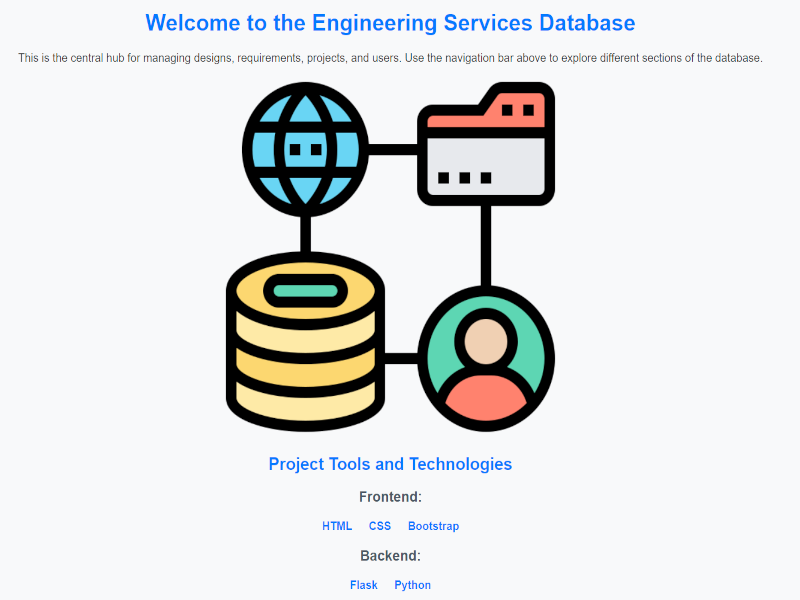 Welcome to the Engineering Services Database
This is the central hub for managing designs, requirements, projects, and users. Use the navigation bar above to explore different sections of the database.
Project Tools and Technologies
Frontend:
HTML CSS Bootstrap
Backend:
Flask Python